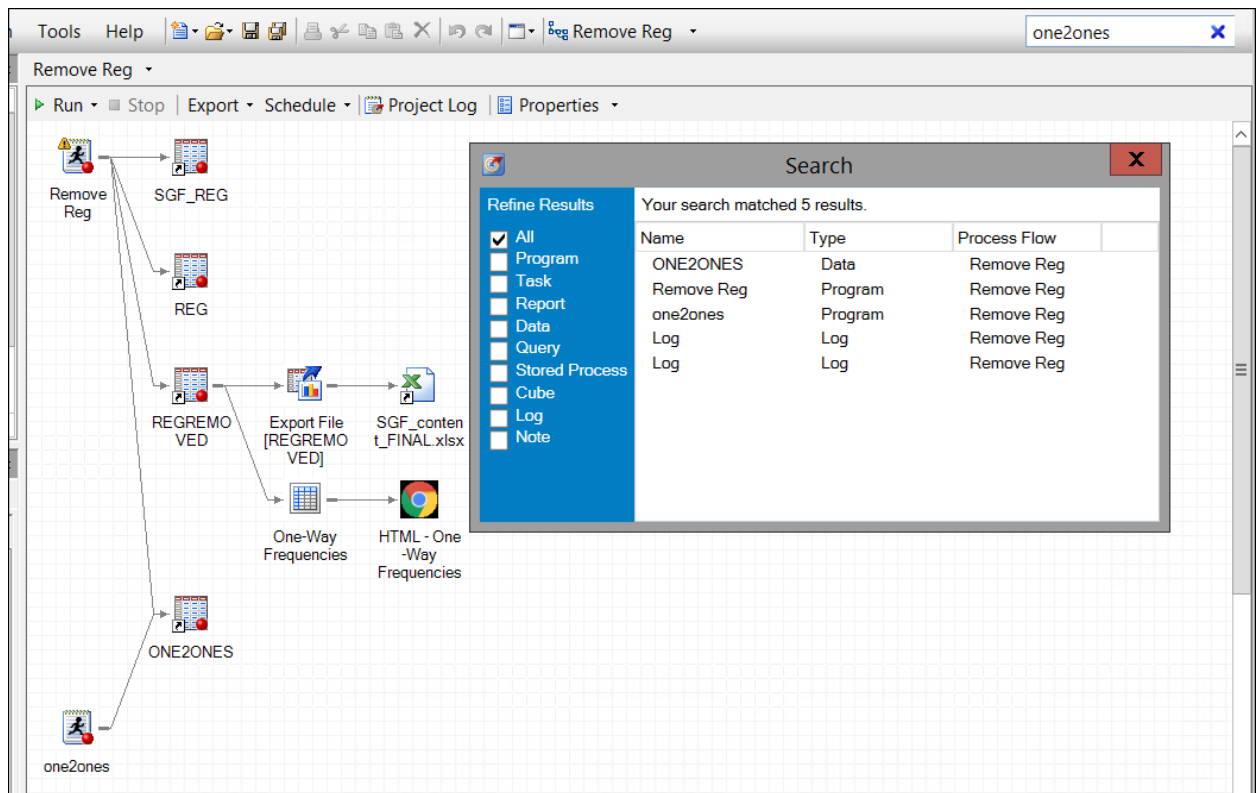 Tools Help Remove Reg one2ones
Remove Reg
Run Stop Export Schedule Project Log Properties
Remove
Reg
SGF_REG
REG
REGREMO
VED
Export File
[REGREMO
VED]
SGF_conten
t_FINAL.xlsx
One-Way
Frequencies
HTML - One
-Way
Frequencies
ONE2ONES
one2ones
Search
Refine Results
All
Program
Task
Report
Data
Query
Stored Process
Cube
Log
Note
Your search matched 5 results.
Name Type Process Flow
ONE2ONES Data Remove Reg
Remove Reg Program Remove Reg
one2ones Program Remove Reg
Log Log Remove Reg
Log Log Remove Reg